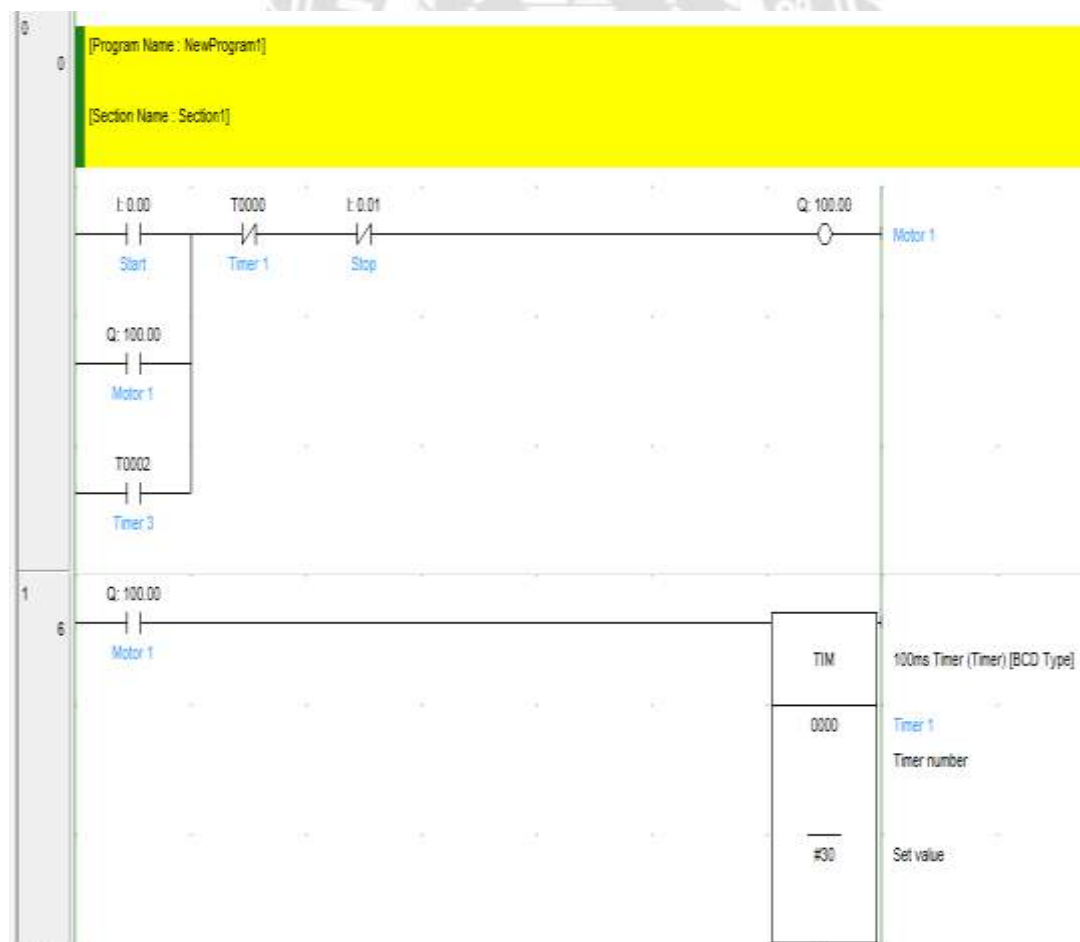 0
0
[Program Name : NewProgram1]
[Section Name : Section1]
I: 0.00 T0000 I: 0.01 Q: 100.00
Motor 1
Start Timer 1 Stop
Q: 100.00
Motor 1
T0002
Timer 3
1
6
Q: 100.00
Motor 1
TIM 100ms Timer (Timer) [BCD Type]
0000 Timer 1
Timer number
#30 Set value